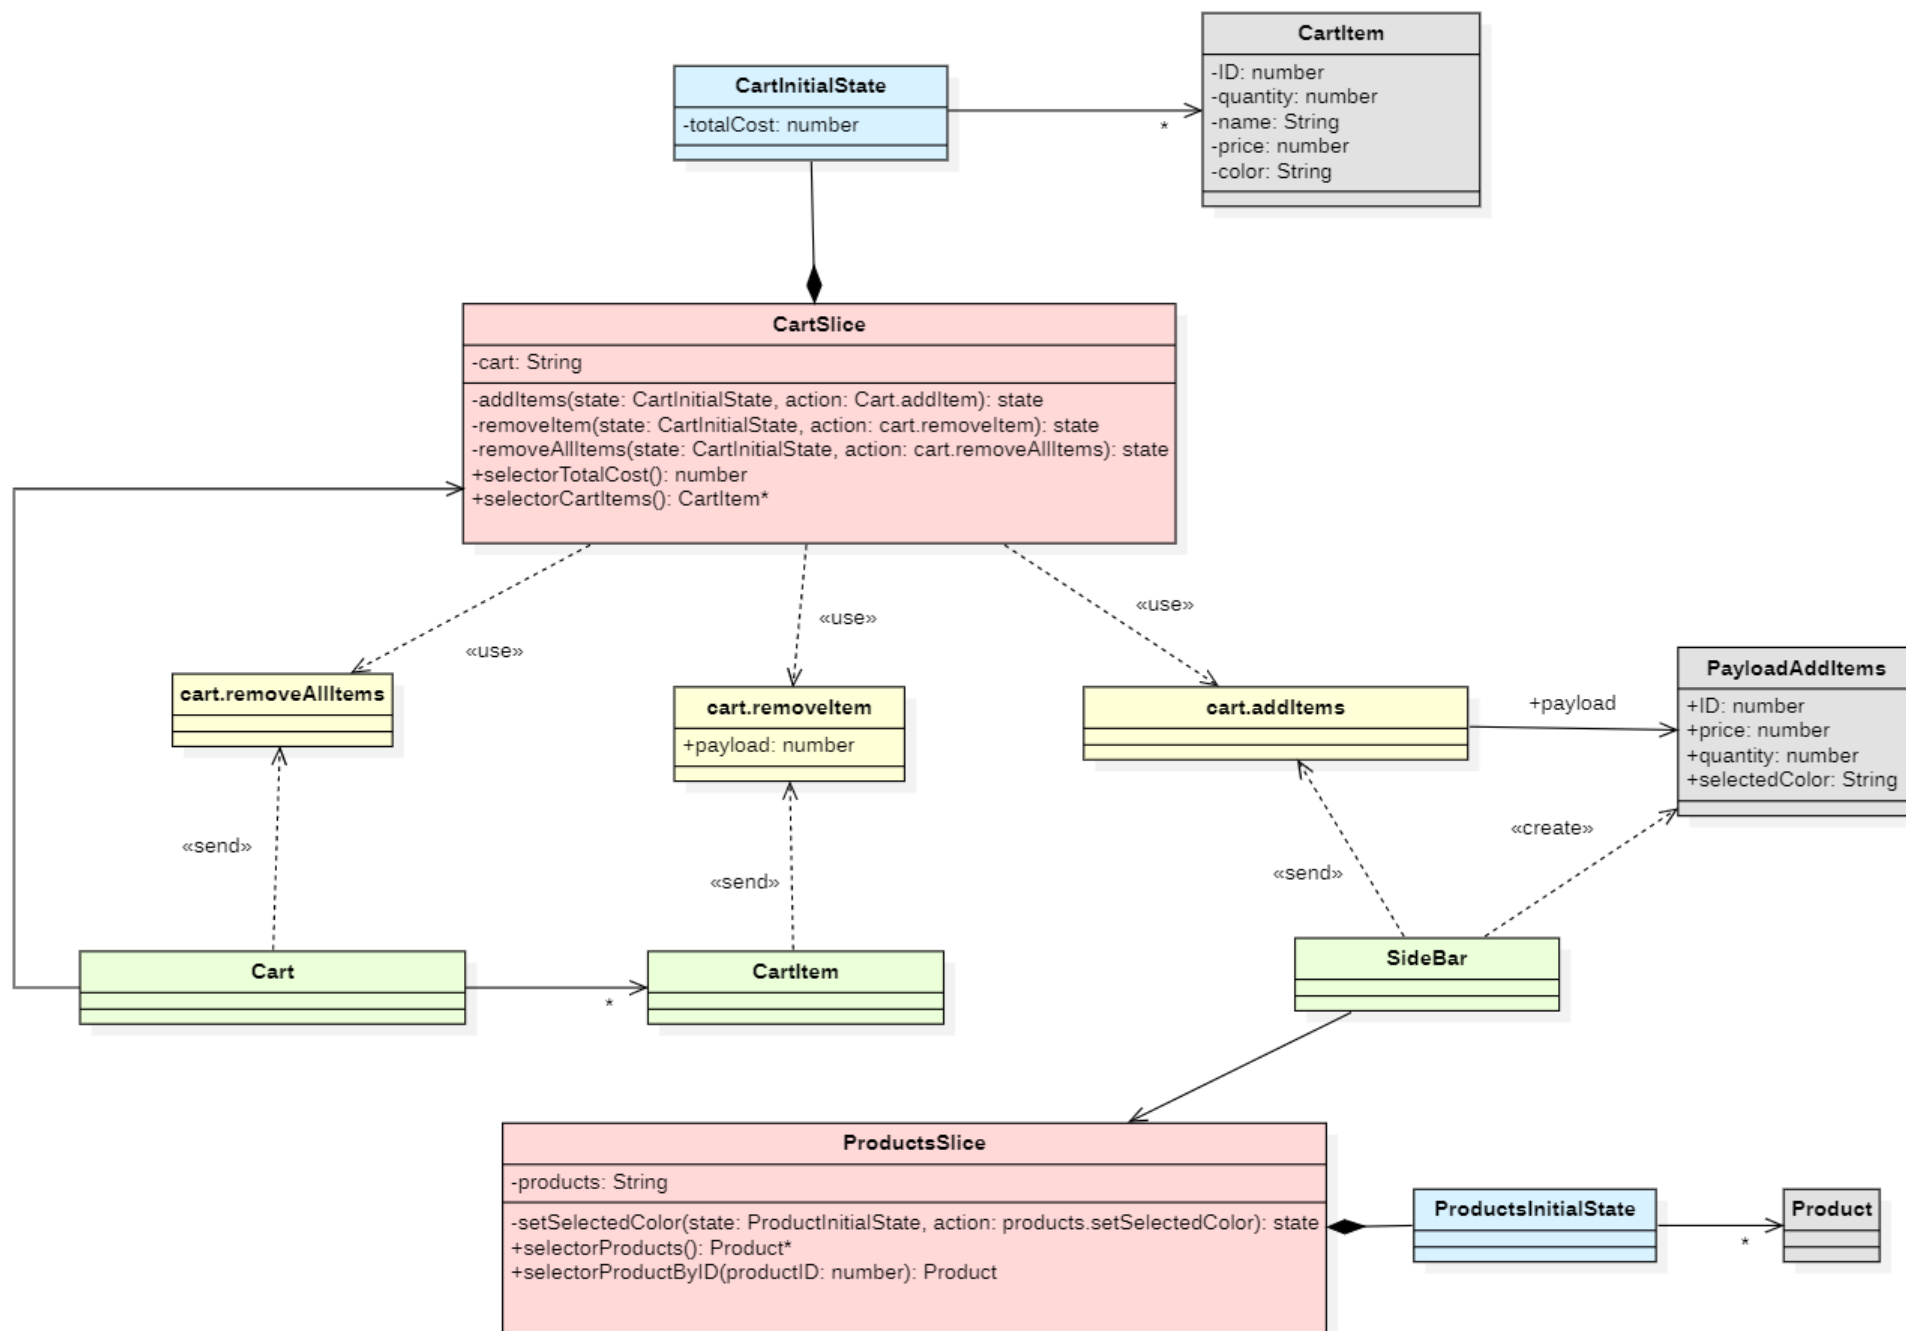 CartItem
-ID: number
-quantity: number
-name: String
-price: number
-color: String
CartInitialState
-totalCost: number
*
CartSlice
-cart: String
-addItems(state: CartInitialState, action: Cart.addItem): state
-removeItem(state: CartInitialState, action: cart.removeItem): state
-removeAllItems(state: CartInitialState, action: cart.removeAllItems): state
+selectorTotalCost(): number
+selectorCartItems(): CartItem*
«use»
«use»
«use»
cart.removeAllItems
cart.removeItem
+payload: number
cart.addItems
+payload
PayloadAddItems
+ID: number
+price: number
+quantity: number
+selectedColor: String
«send»
«send»
«send»
«create»
Cart
*
CartItem
SideBar
ProductsSlice
-products: String
-setSelectedColor(state: ProductInitialState, action: products.setSelectedColor): state
+selectorProducts(): Product*
+selectorProductByID(productID: number): Product
ProductsInitialState
*
Product